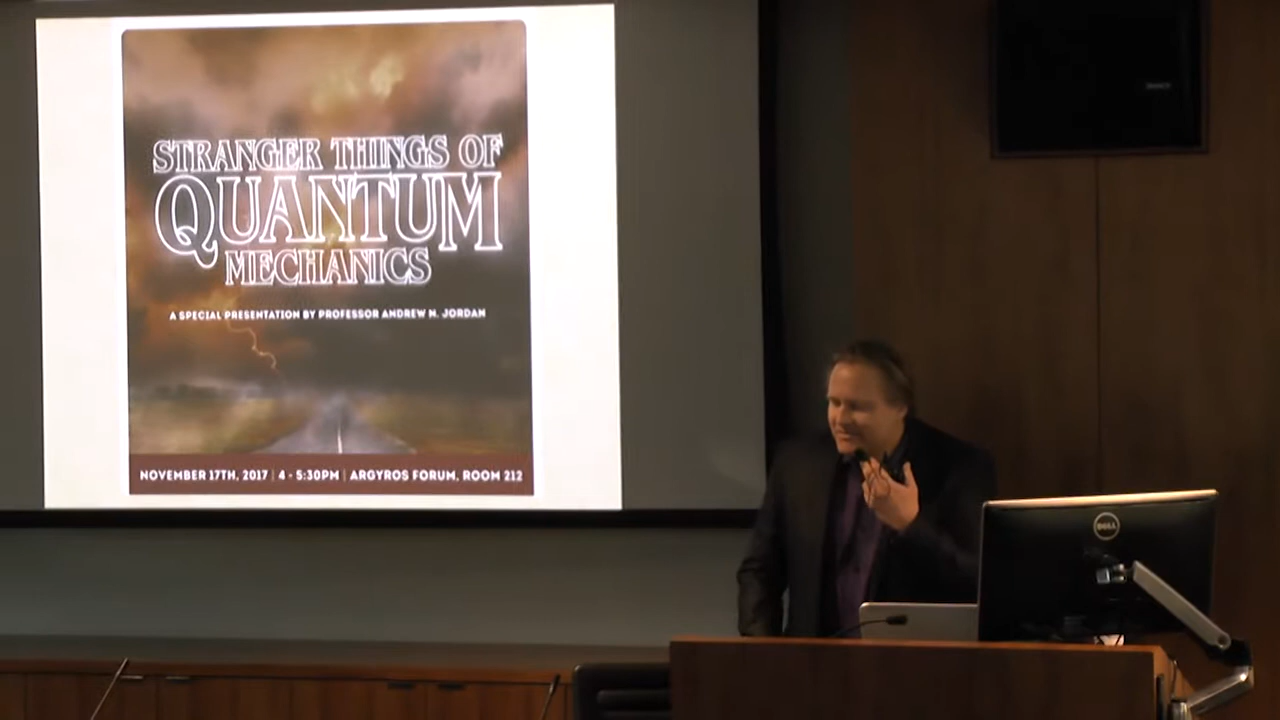 STRANGER THINGS OF
QUANTUM
MECHANICS
A SPECIAL PRESENTATION BY PROFESSOR ANDREW N. JORDAN
NOVEMBER 17TH, 2017 | 4 - 5:30PM | ARGYROS FORUM, ROOM 212
DELL